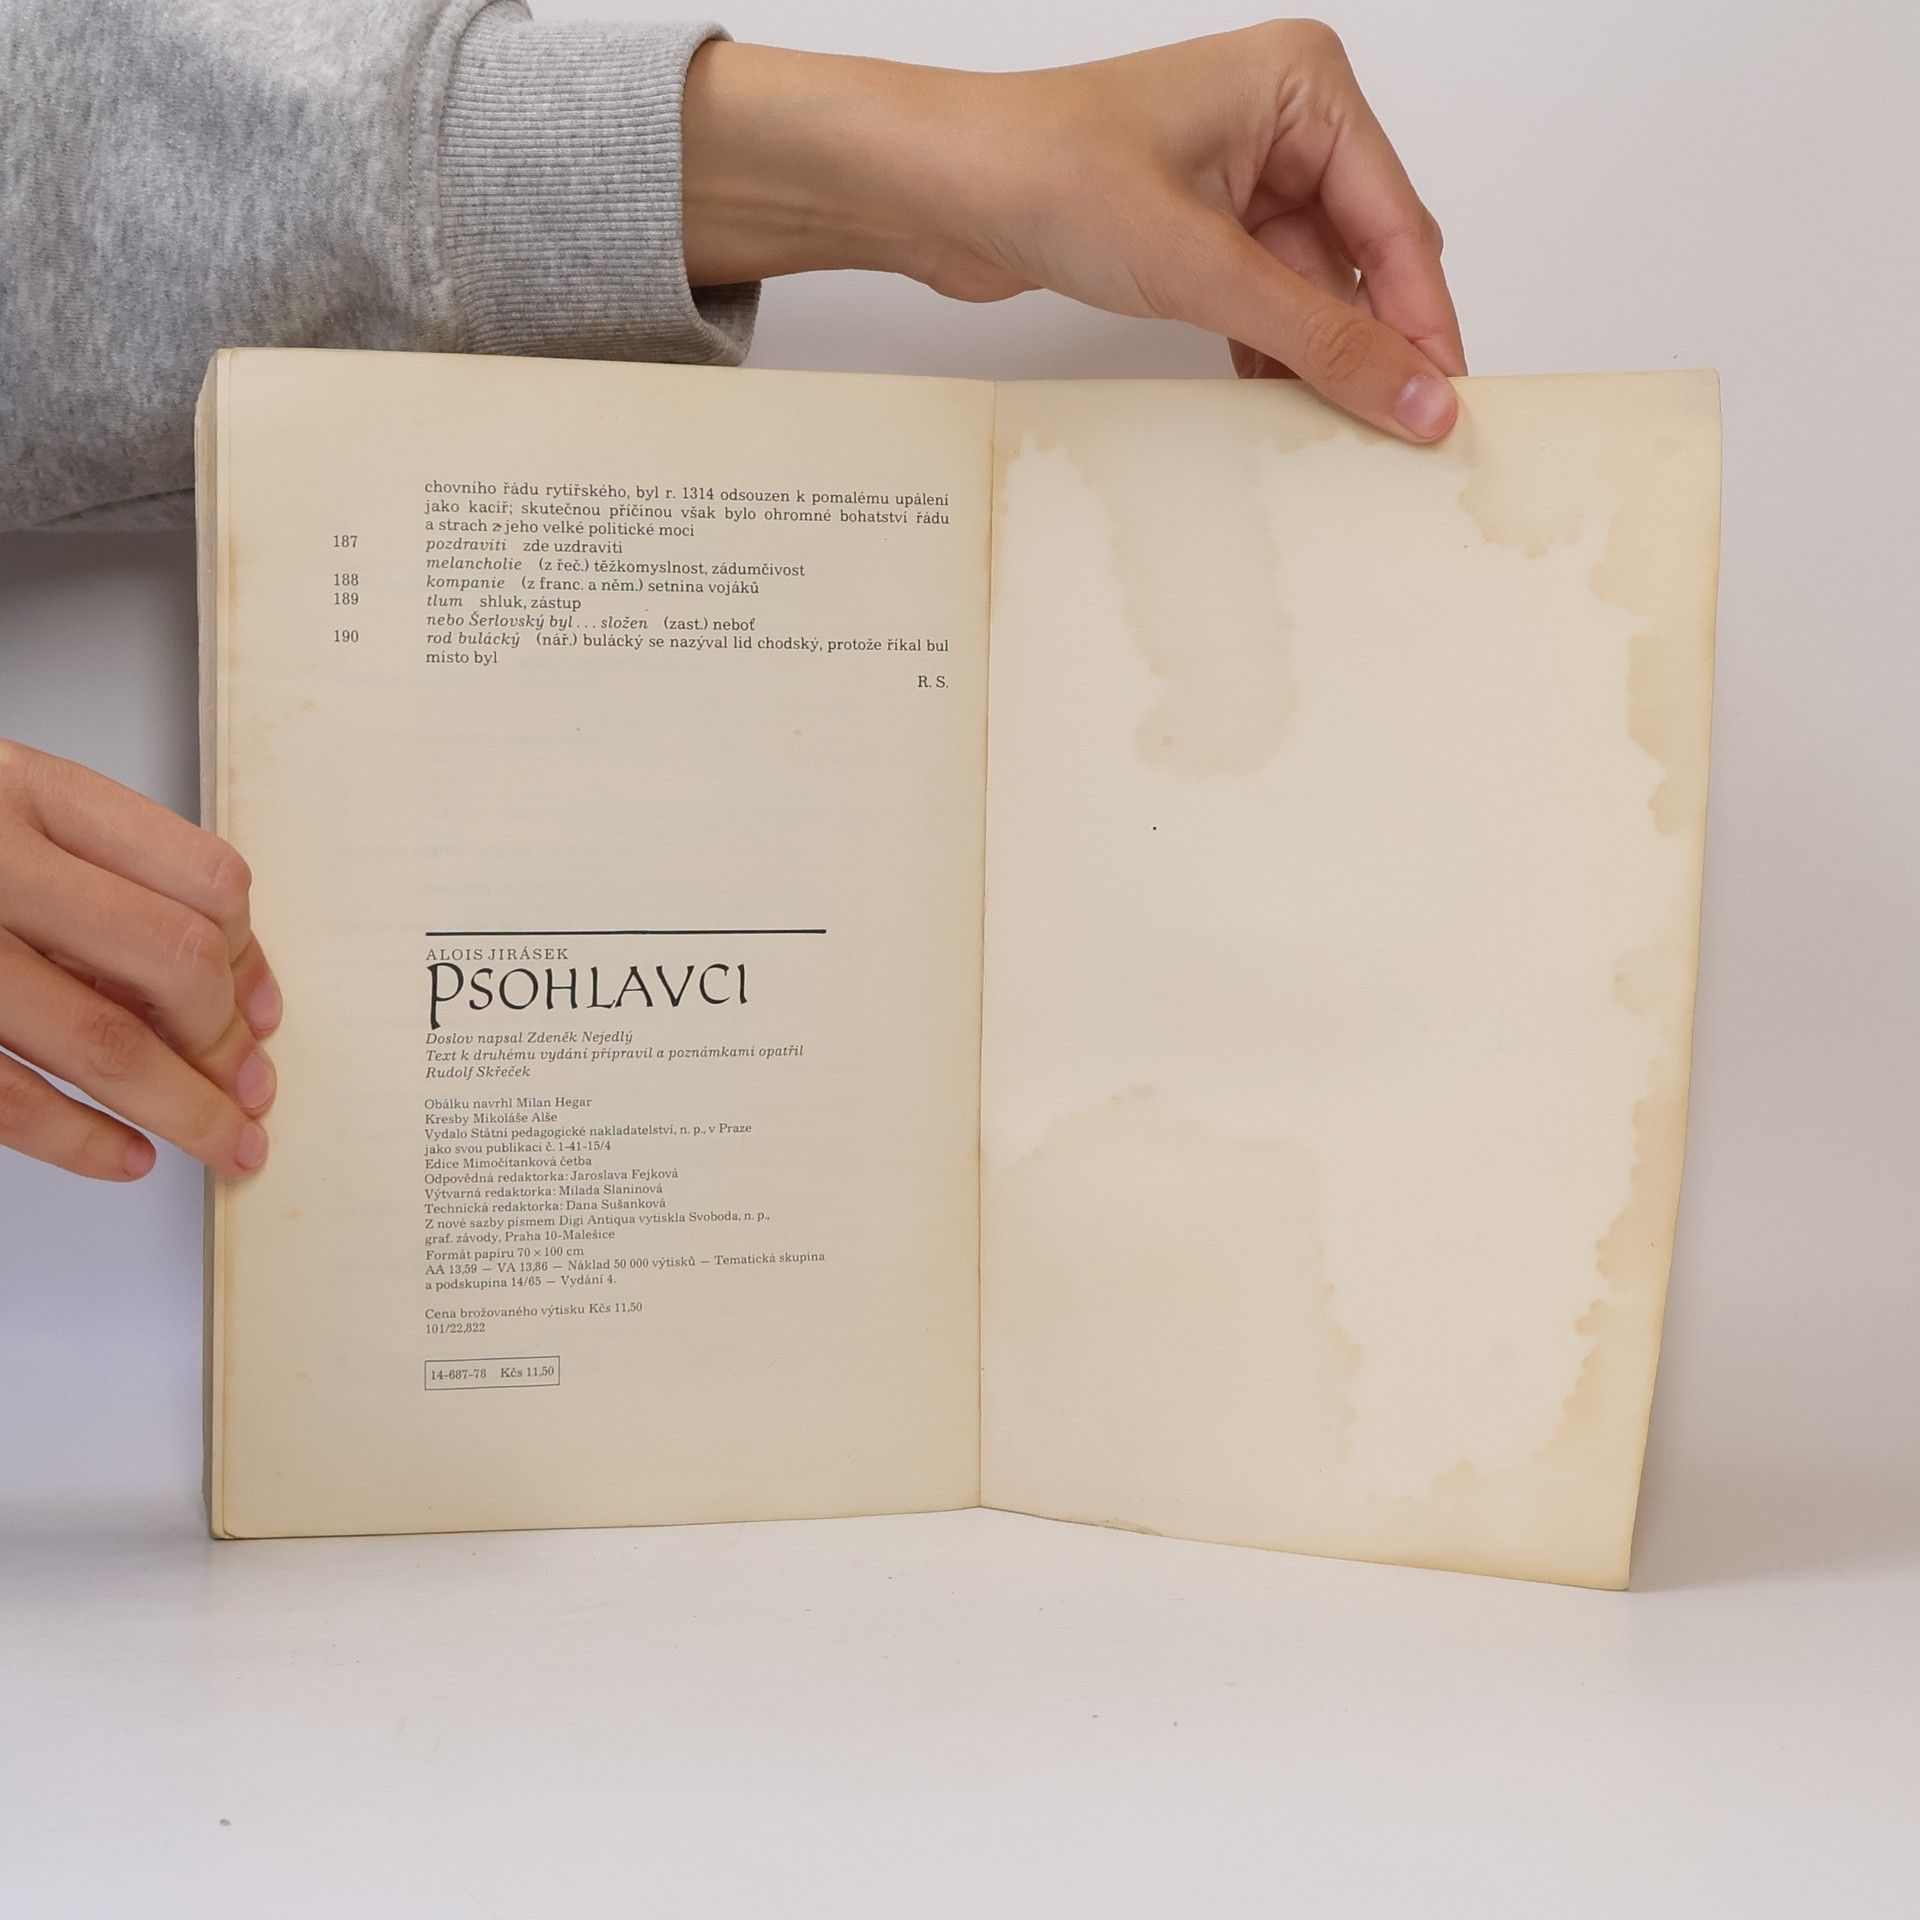 chovního řádu rytířského, byl r. 1314 odsouzen k pomalému upálení
jako kacíř; skutečnou příčinou však bylo ohromné bohatství řádu
a strach z jeho velké politické moci
187 pozdraviti zde uzdraviti
melancholie (z řeč.) těžkomyslnost, zádumčivost
188 kompanie (z franc. a něm.) setnina vojáků
189 tlum shluk, zástup
nebo Šerlovský byl... složen (zast.) neboť
190 rod bulácký (nář.) bulácký se nazýval lid chodský, protože říkal bul
místo byl
R. S.
ALOIS JIRÁSEK
PSOHLAVCI
Doslov napsal Zdeněk Nejedlý
Text k druhému vydání připravil a poznámkami opatřil
Rudolf Skřeček
Obálku navrhl Milan Hegar
Kresby Mikoláše Alše
Vydalo Státní pedagogické nakladatelství, n. p., v Praze
jako svou publikaci č. 1-41-15/4
Edice Mimočítanková četba
Odpovědná redaktorka: Jaroslava Fejková
Výtvarná redaktorka: Milada Slaninová
Technická redaktorka: Dana Sušanková
Z nové sazby písmem Digi Antiqua vytiskla Svoboda, n. p.,
graf. závody, Praha 10-Malešice
Formát papíru 70 × 100 cm
AA 13,59 — VA 13,86 — Náklad 50 000 výtisků — Tematická skupina
a podskupina 14/65 — Vydání 4.
Cena brožovaného výtisku Kčs 11,50
101/22,822
14-687-78 Kčs 11,50